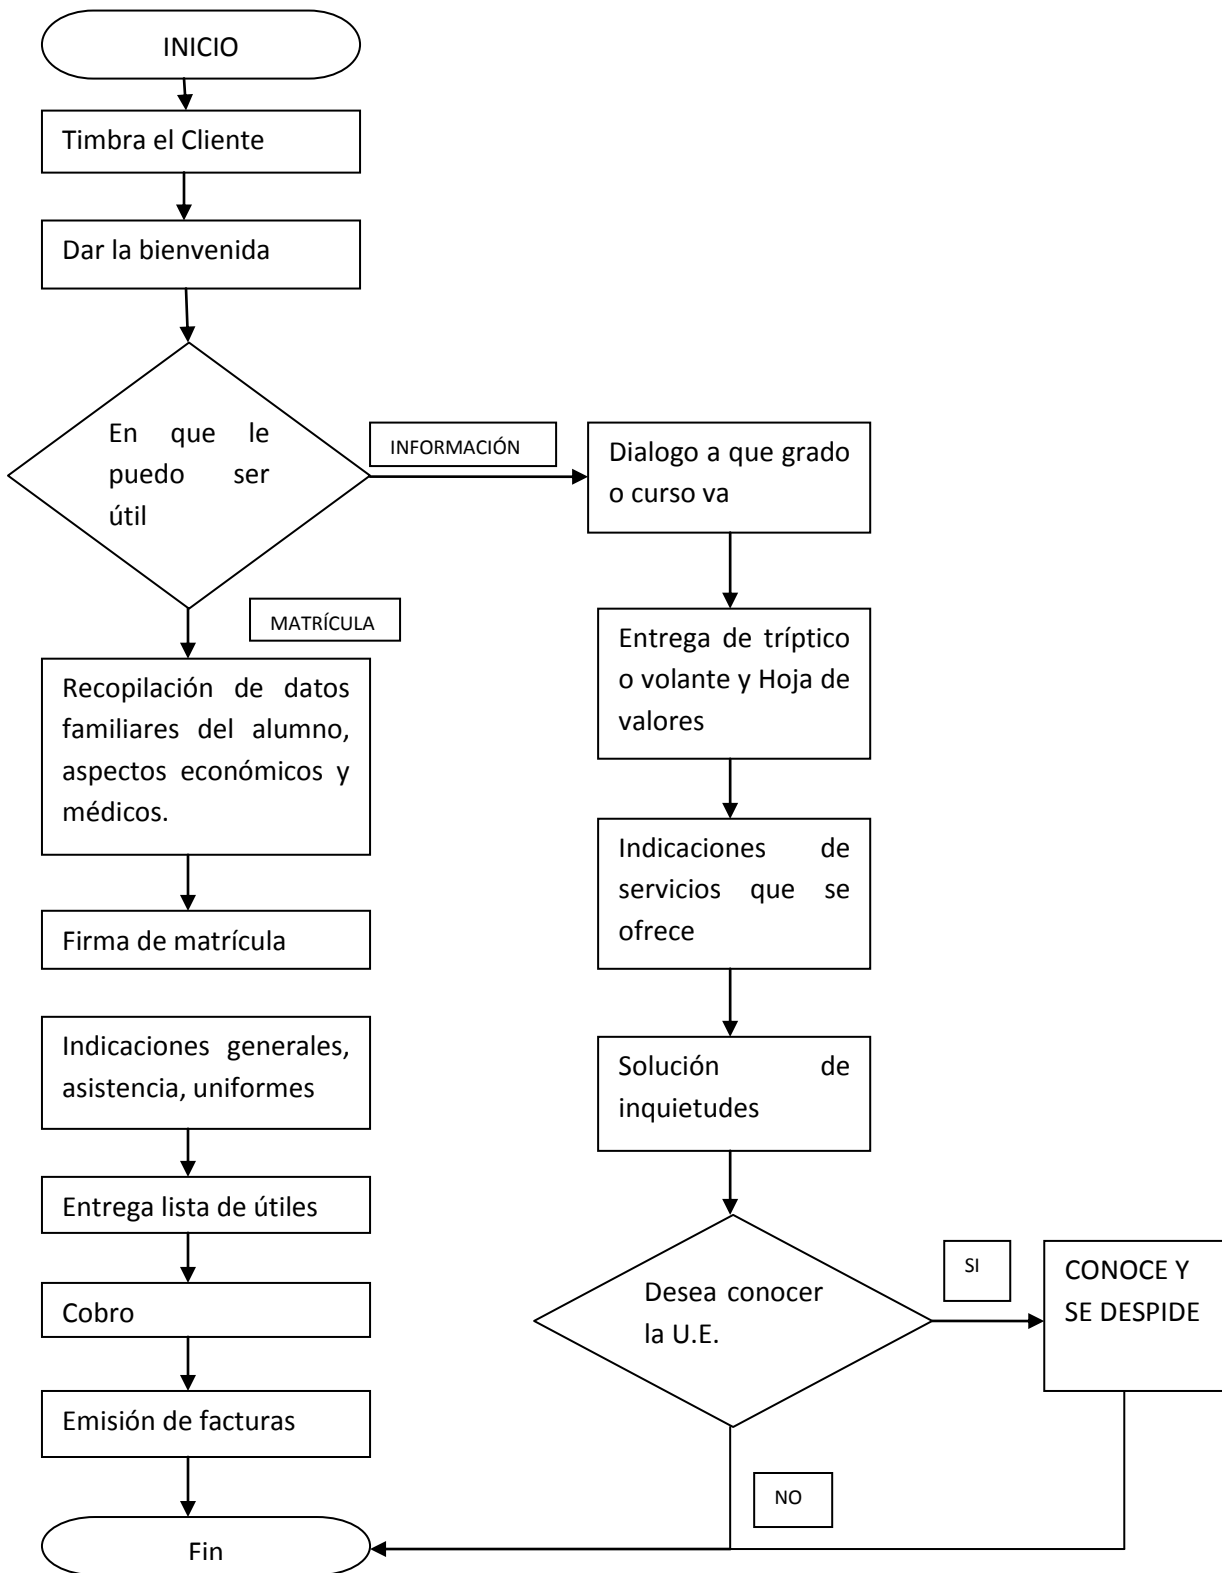 INICIO
Timbra el Cliente
Dar la bienvenida
En que le
puedo ser
útil
INFORMACIÓN
Dialogo a que grado
o curso va
MATRÍCULA
Entrega de tríptico
o volante y Hoja de
valores
Recopilación de datos
familiares del alumno,
aspectos económicos y
médicos.
Indicaciones de
servicios que se
ofrece
Firma de matrícula
Indicaciones generales,
asistencia, uniformes
Solución de
inquietudes
Entrega lista de útiles
Desea conocer
la U.E.
SI
CONOCE Y
SE DESPIDE
Cobro
Emisión de facturas
NO
Fin